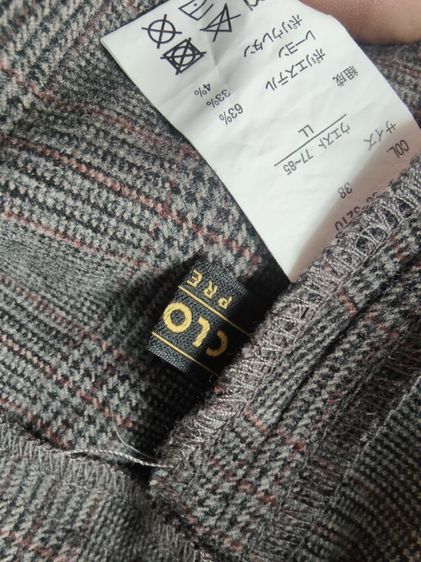 COL.
38
サイズ
LL
ウエスト 77~85
組成
ポリエステル 63%
レーヨン 33%
ポリウレタン 4%
CLO
PRE